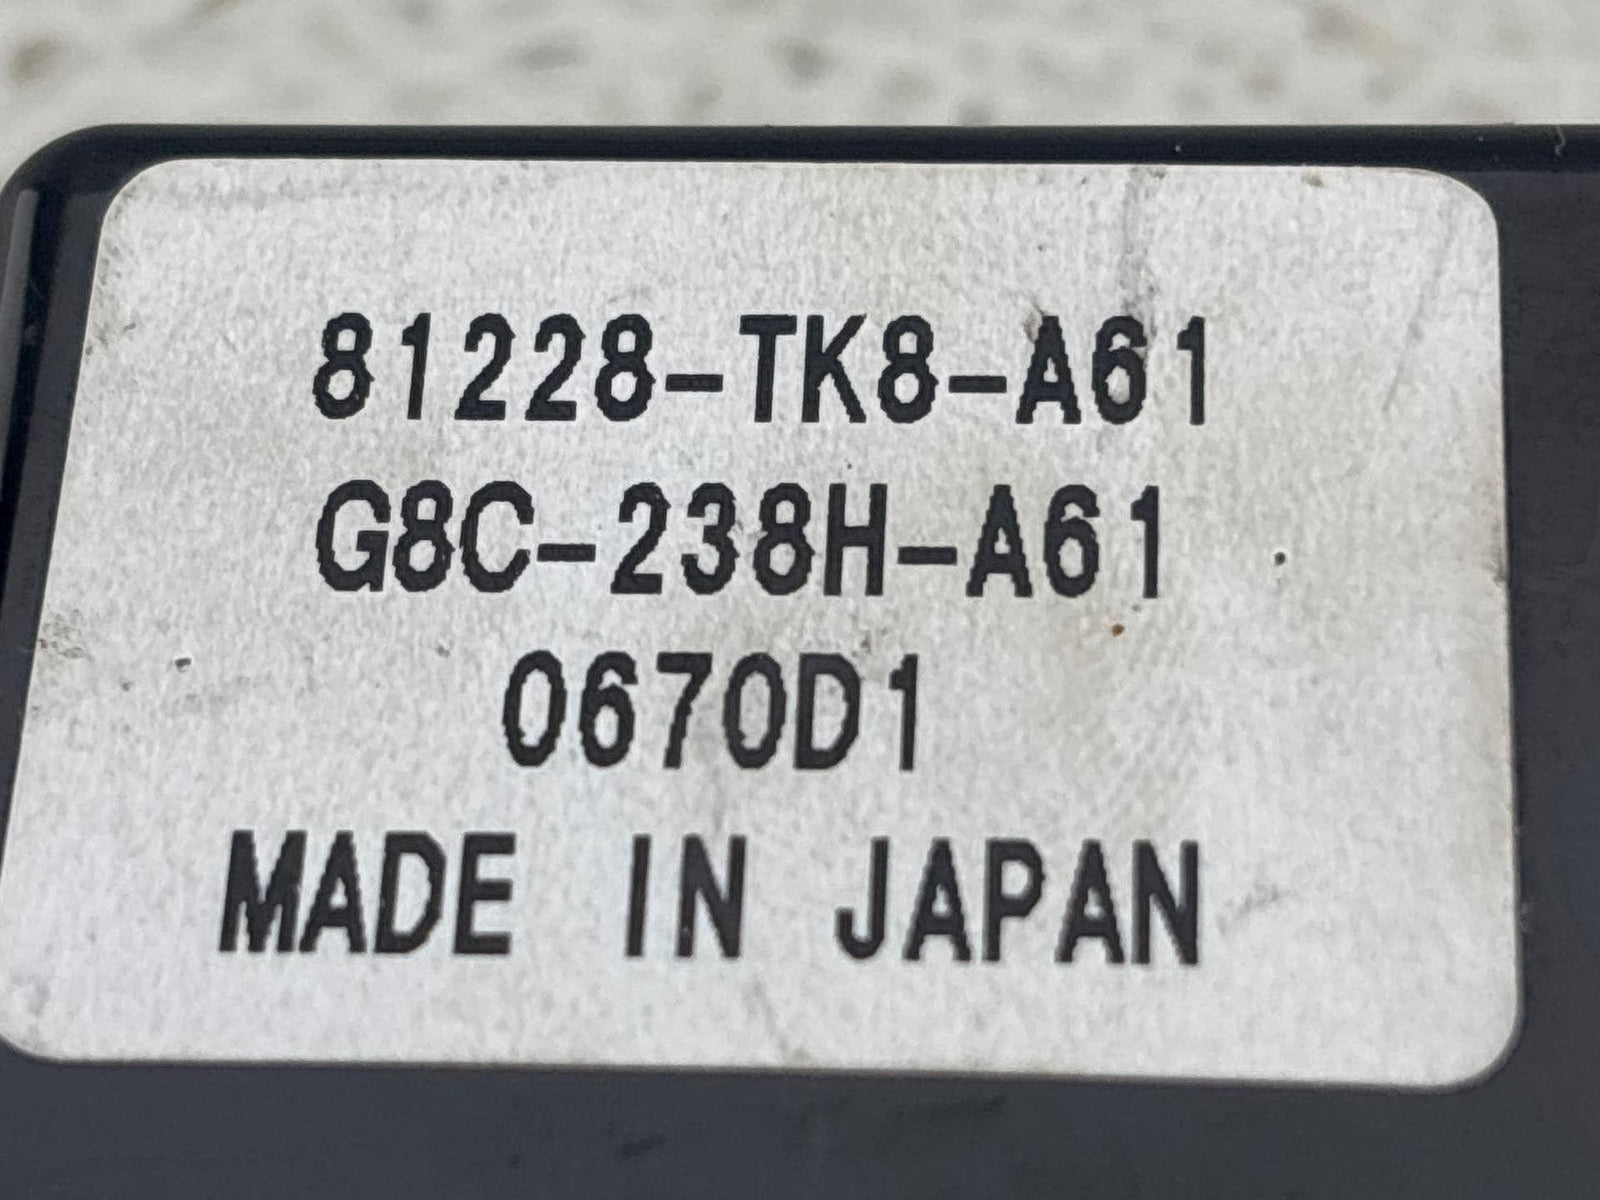 81228-TK8-A61
G8C-238H-A61
0670D1
MADE IN JAPAN